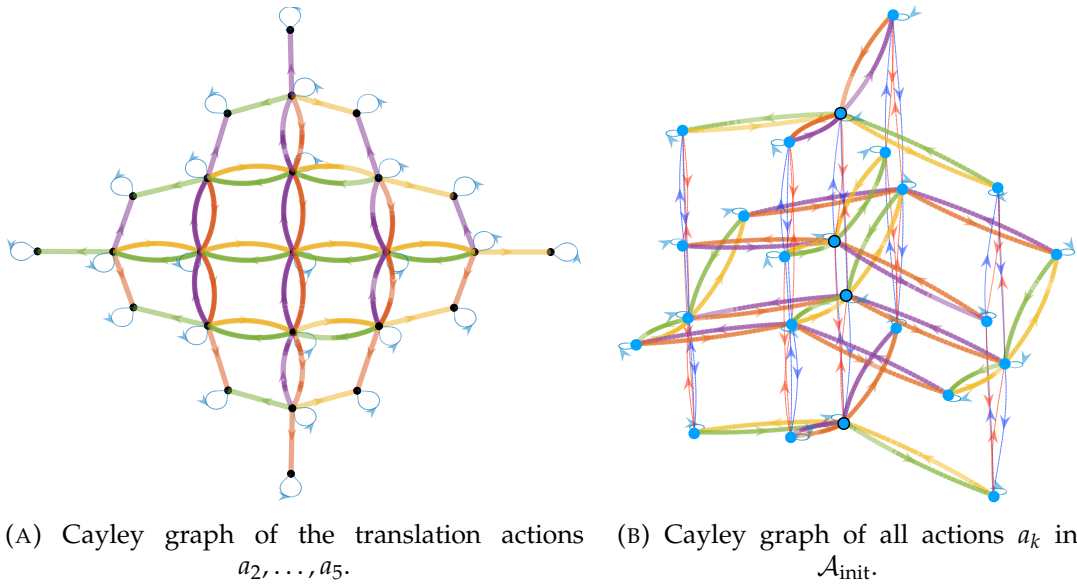 (A) Cayley graph of the translation actions
a₂, . . . , a₅.
(B) Cayley graph of all actions aₖ in
𝒜init.